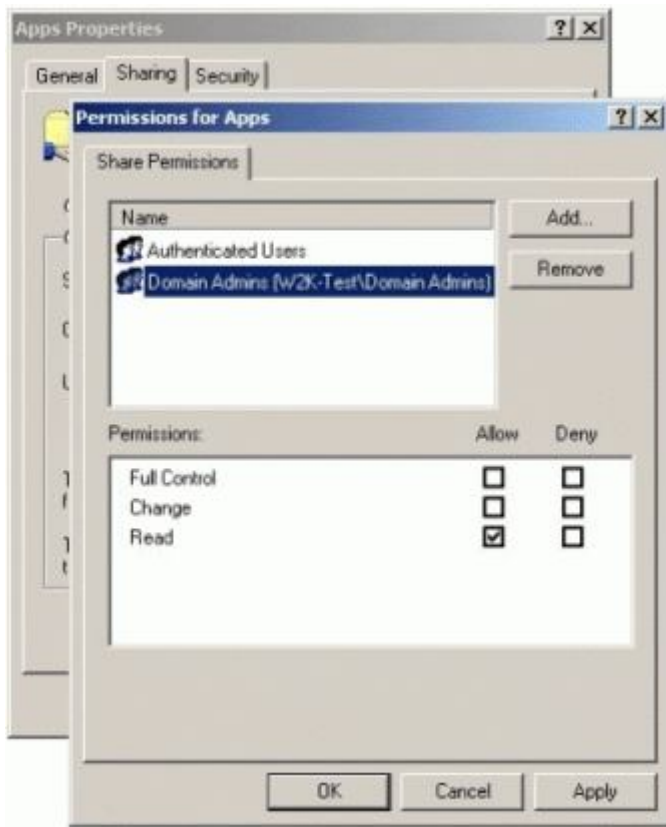 Apps Properties
General Sharing Security
Permissions for Apps
Share Permissions
Name
Add...
Authenticated Users
Remove
Domain Admins (W2K-Test\Domain Admins)
Permissions: Allow Deny
Full Control
Change
Read
OK Cancel Apply